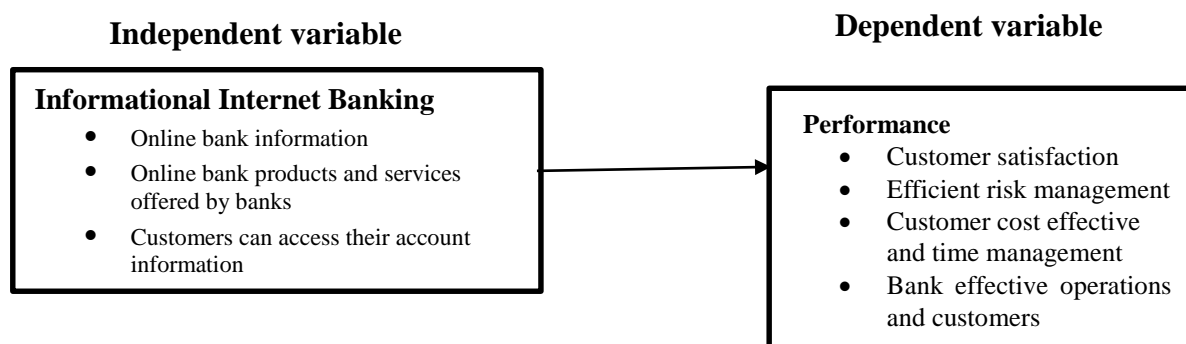 Independent variable
Dependent variable
Informational Internet Banking
• Online bank information
• Online bank products and services
offered by banks
• Customers can access their account
information
Performance
• Customer satisfaction
• Efficient risk management
• Customer cost effective
and time management
• Bank effective operations
and customers